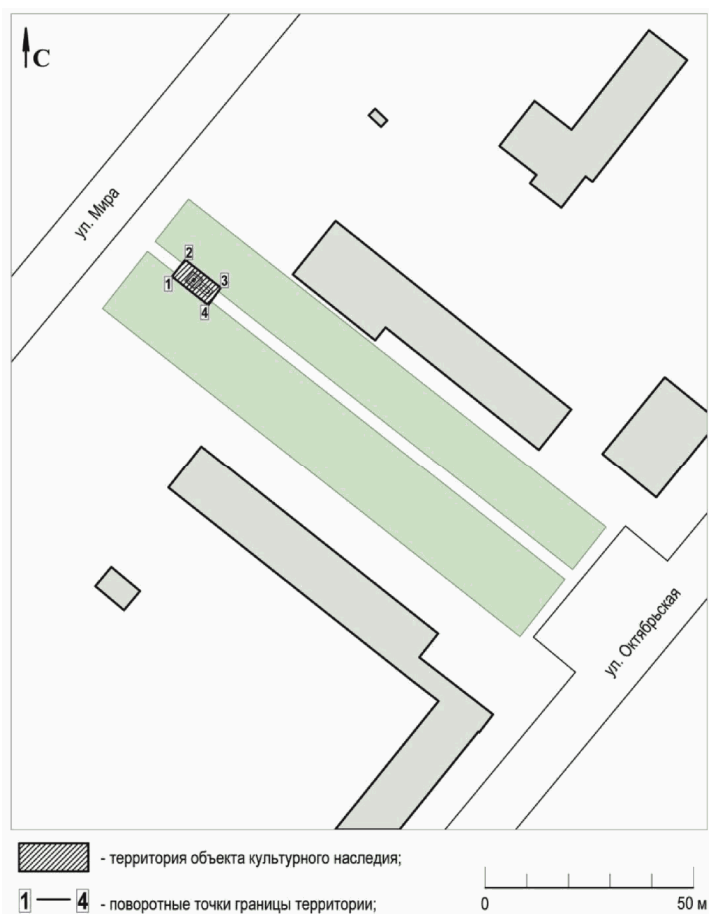 С
ул. Мира
2
1
3
4
ул. Октябрьская
- территория объекта культурного наследия;
1 — 4 - поворотные точки границы территории;
0 50 м